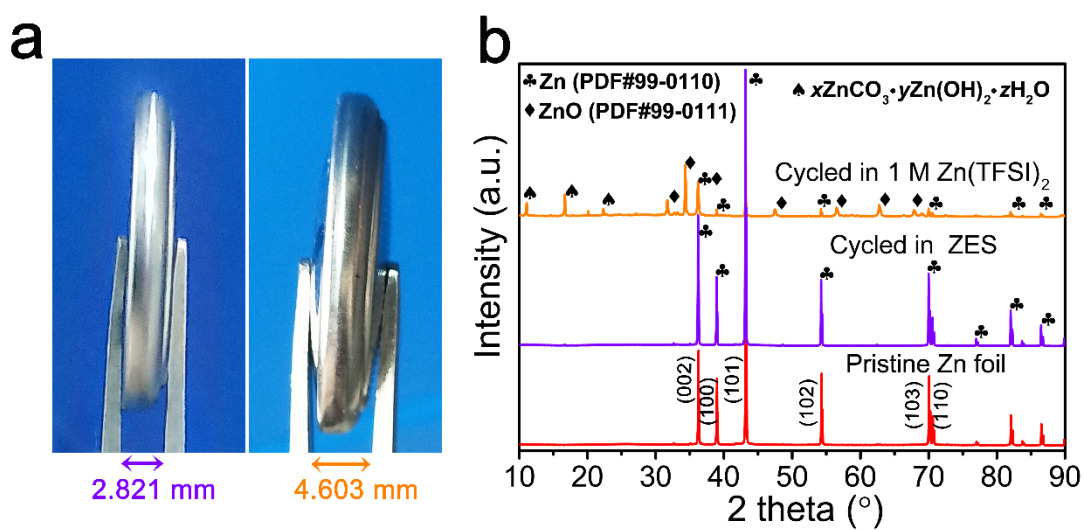 a
2.821 mm
4.603 mm
b
♣ Zn (PDF#99-0110)
♦ ZnO (PDF#99-0111)
♠ xZnCO₃·yZn(OH)₂·zH₂O
Cycled in 1 M Zn(TFSI)₂
Cycled in ZES
Pristine Zn foil
(002)
(100)
(101)
(102)
(103)
(110)
Intensity (a.u.)
10 20 30 40 50 60 70 80 90
2 theta (°)